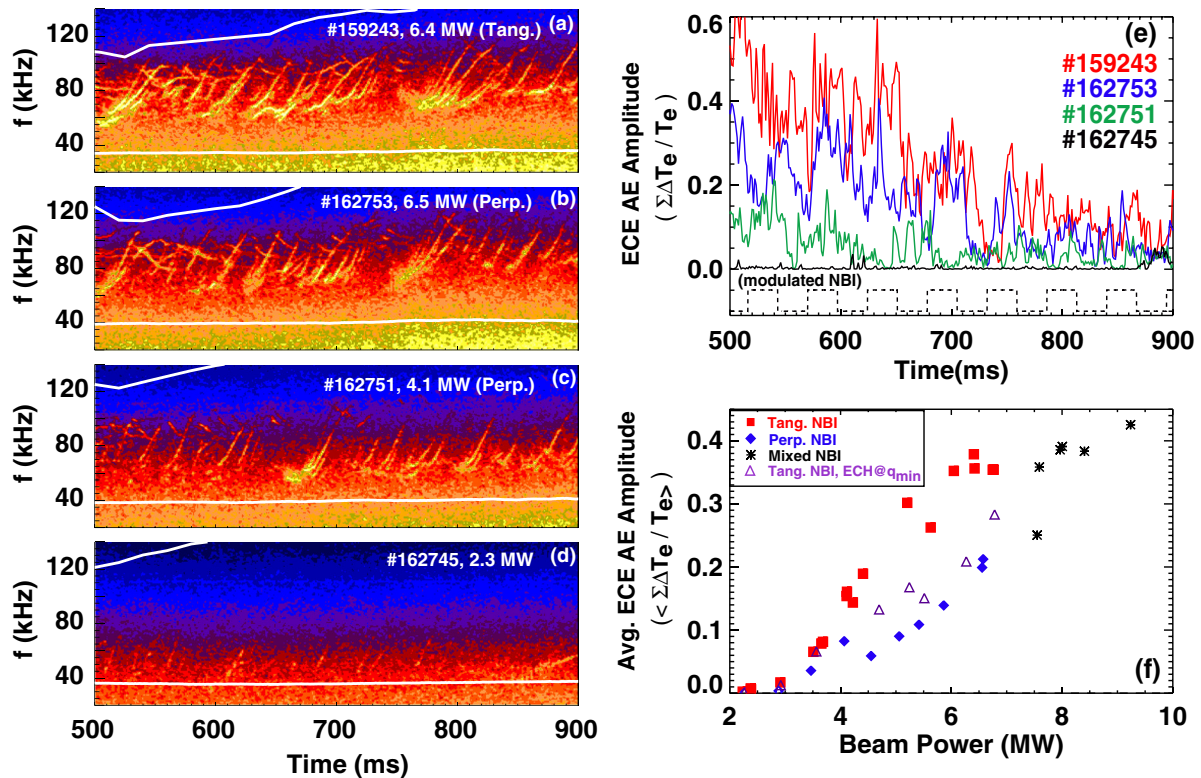 #159243, 6.4 MW (Tang.) (a)
120
80
40
f (kHz)
#162753, 6.5 MW (Perp.) (b)
120
80
40
f (kHz)
#162751, 4.1 MW (Perp.) (c)
120
80
40
f (kHz)
#162745, 2.3 MW (d)
120
80
40
f (kHz)
500 600 700 800 900
Time (ms)
(e)
#159243
#162753
#162751
#162745
0.6
0.4
0.2
0.0
ECE AE Amplitude
( ΣΔTe / Te )
(modulated NBI)
500 600 700 800 900
Time(ms)
Tang. NBI
Perp. NBI
Mixed NBI
Tang. NBI, ECH@qmin
0.4
0.3
0.2
0.1
0.0
Avg. ECE AE Amplitude
(< ΣΔTe / Te>)
(f)
2 4 6 8 10
Beam Power (MW)